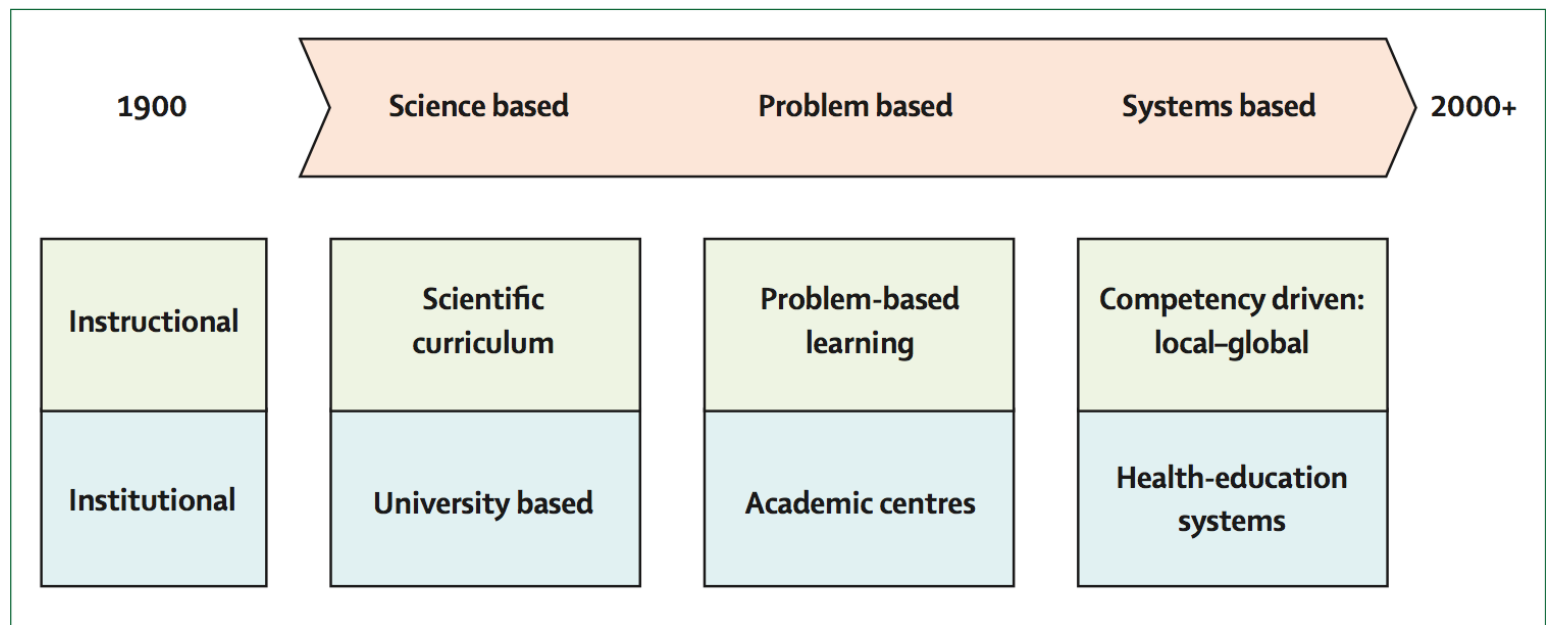 1900
Science based
Problem based
Systems based
2000+
Instructional
Scientific
curriculum
Problem-based
learning
Competency driven:
local–global
Institutional
University based
Academic centres
Health-education
systems